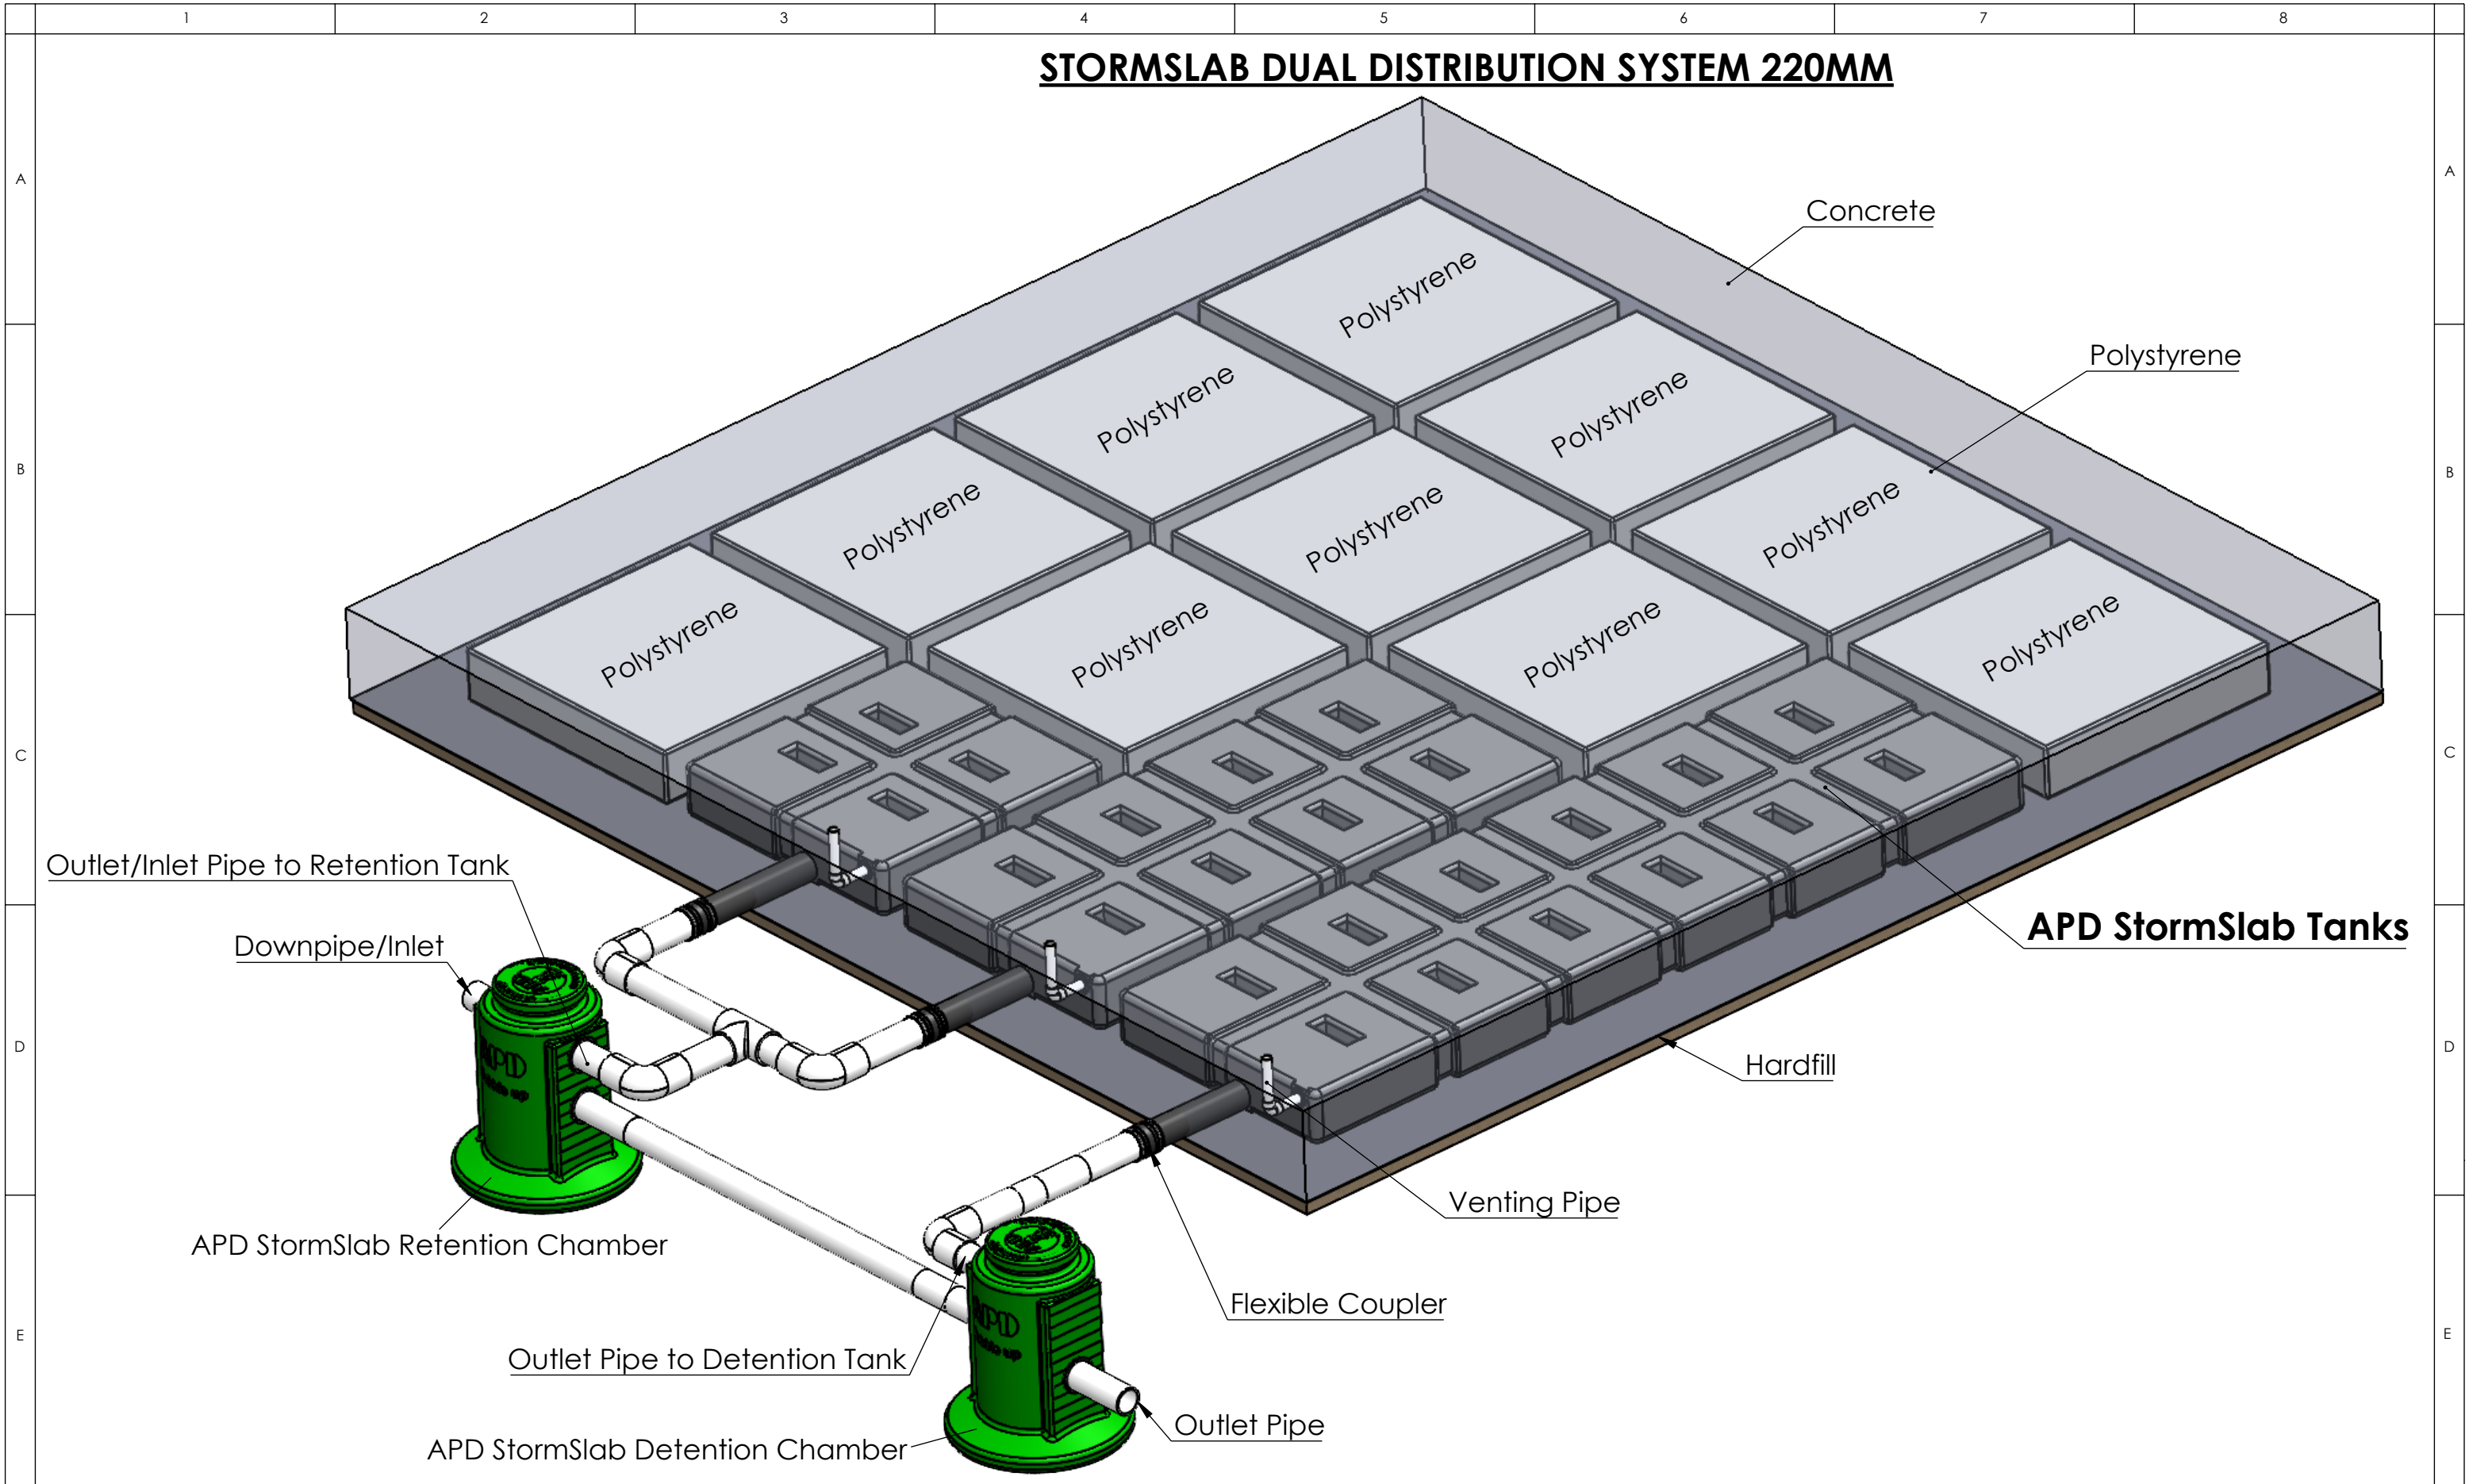 1 2 3 4 5 6 7 8
STORMSLAB DUAL DISTRIBUTION SYSTEM 220MM
A
A
Concrete
Polystyrene
Polystyrene
Polystyrene
Polystyrene
Polystyrene
B
B
Polystyrene
Polystyrene
Polystyrene
Polystyrene
Polystyrene
Polystyrene
Polystyrene
C
C
Outlet/Inlet Pipe to Retention Tank
APD StormSlab Tanks
Downpipe/Inlet
D
D
Hardfill
APD
Venting Pipe
APD StormSlab Retention Chamber
Flexible Coupler
E
E
APD
Outlet Pipe to Detention Tank
Outlet Pipe
APD StormSlab Detention Chamber